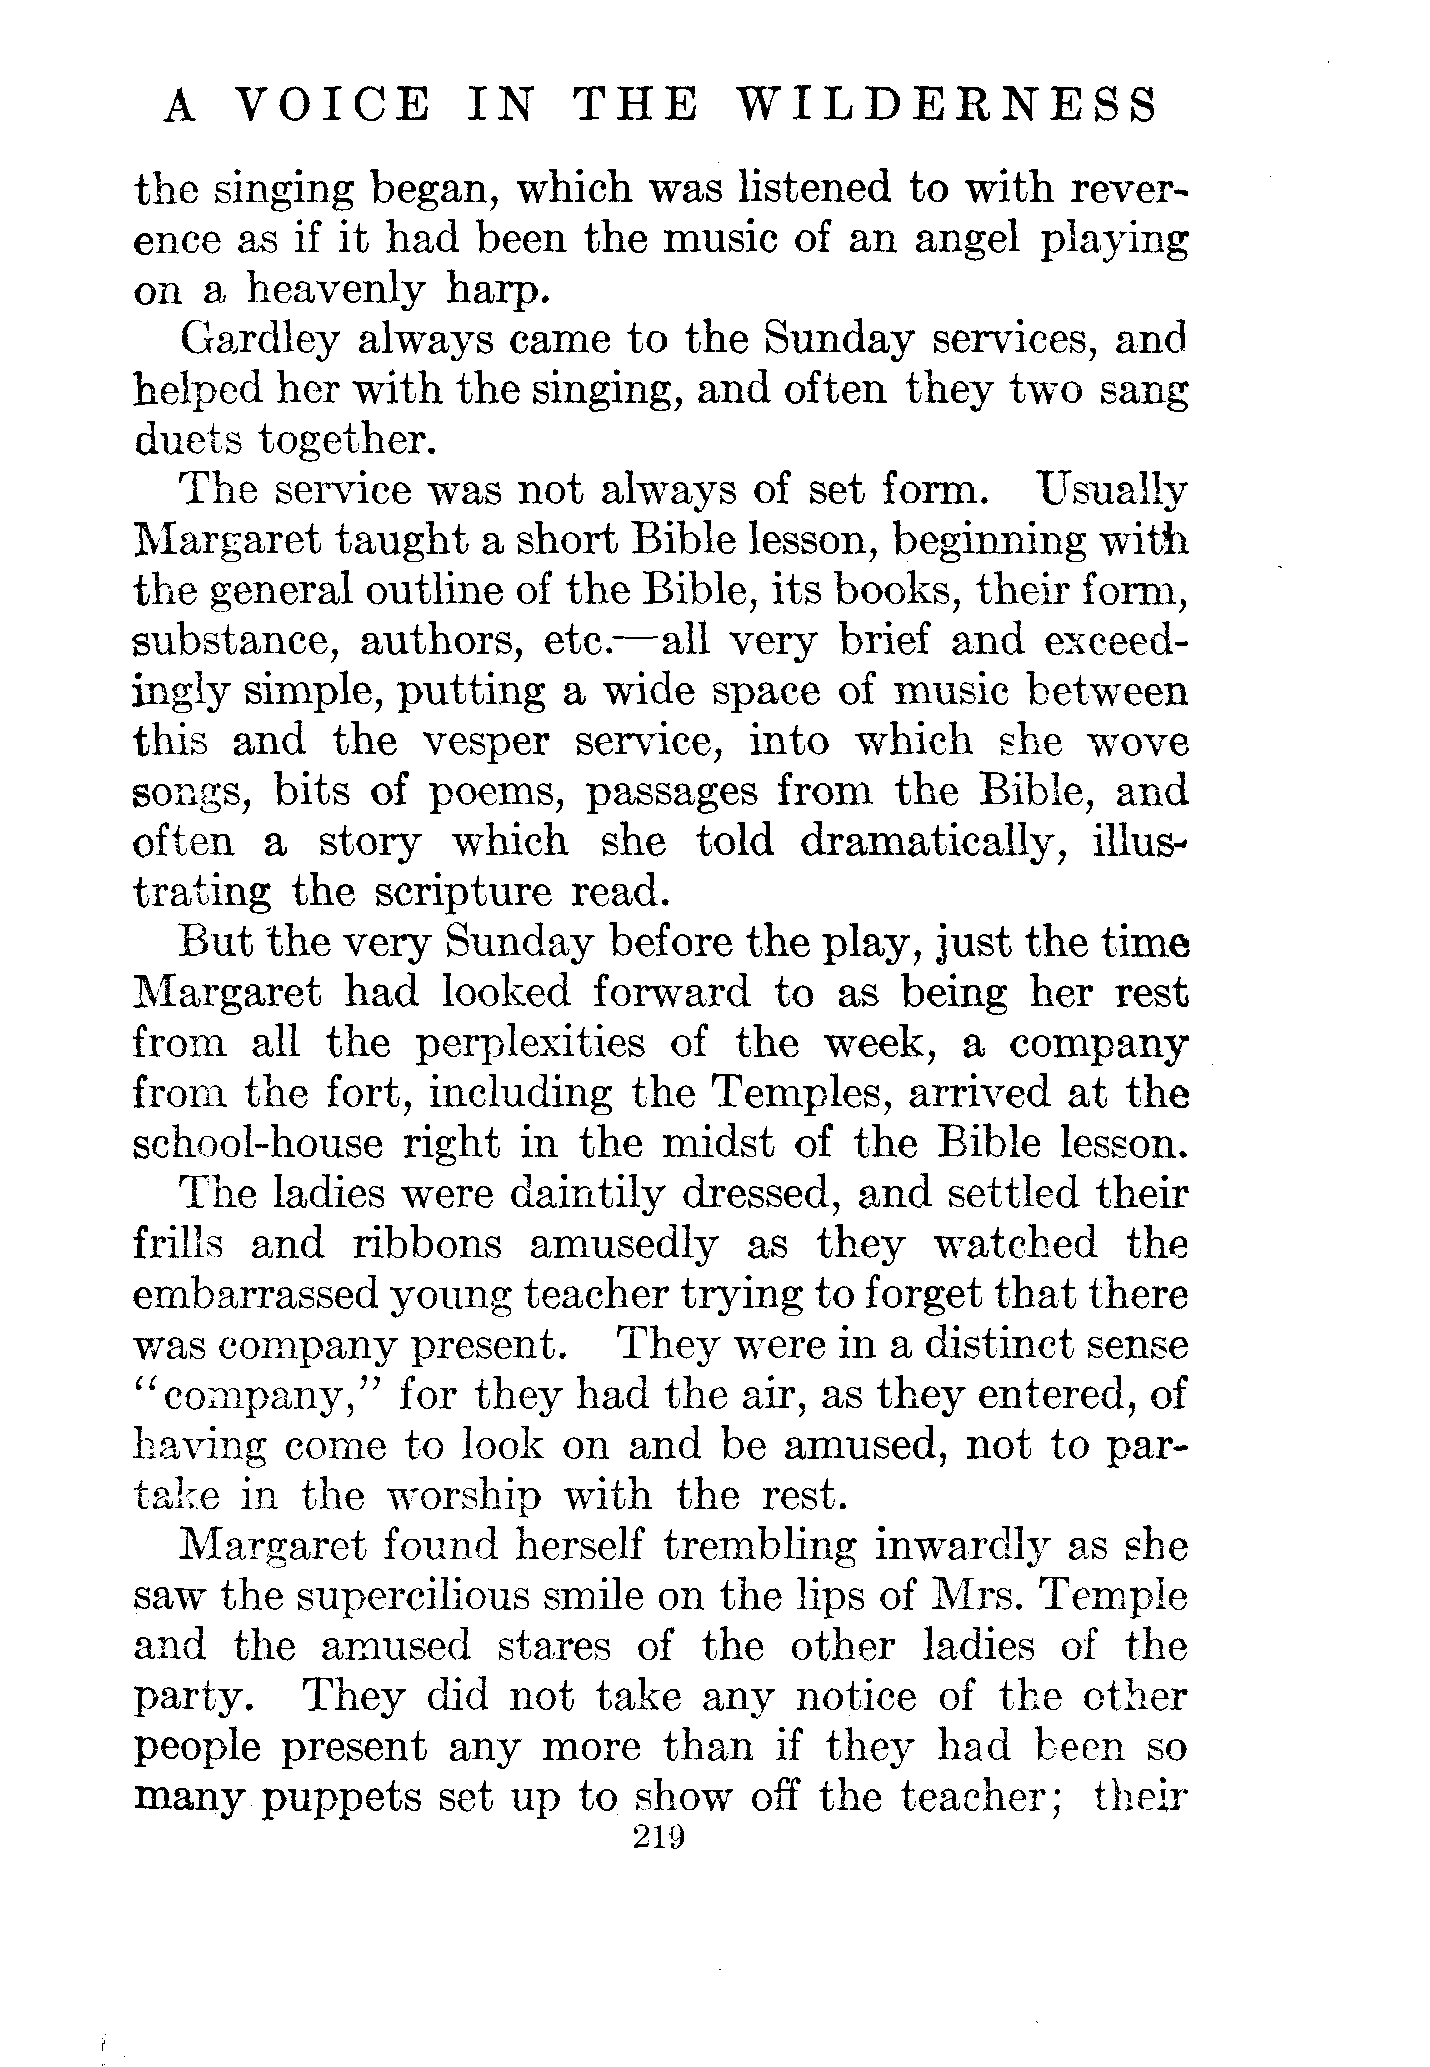 A VOICE IN THE WILDERNESS
the singing began, which was listened to with rever-
ence as if it had been the music of an angel playing
on a heavenly harp.
Gardley always came to the Sunday services, and
helped her with the singing, and often they two sang
duets together.
The service was not always of set form. Usually
Margaret taught a short Bible lesson, beginning with
the general outline of the Bible, its books, their form,
substance, authors, etc.—all very brief and exceed-
ingly simple, putting a wide space of music between
this and the vesper service, into which she wove
songs, bits of poems, passages from the Bible, and
often a story which she told dramatically, illus-
trating the scripture read.
But the very Sunday before the play, just the time
Margaret had looked forward to as being her rest
from all the perplexities of the week, a company
from the fort, including the Temples, arrived at the
school-house right in the midst of the Bible lesson.
The ladies were daintily dressed, and settled their
frills and ribbons amusedly as they watched the
embarrassed young teacher trying to forget that there
was company present. They were in a distinct sense
“company,” for they had the air, as they entered, of
having come to look on and be amused, not to par-
take in the worship with the rest.
Margaret found herself trembling inwardly as she
saw the supercilious smile on the lips of Mrs. Temple
and the amused stares of the other ladies of the
party. They did not take any notice of the other
people present any more than if they had been so
many puppets set up to show off the teacher; their
219